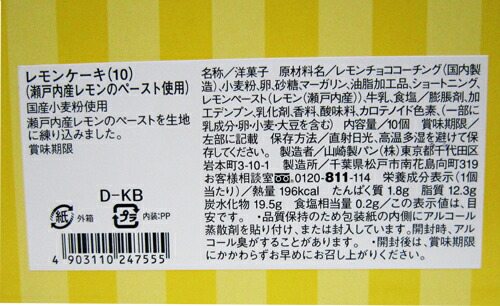 レモンケーキ(10)
(瀬戸内産レモンのペースト使用)
国産小麦粉使用
瀬戸内産レモンのペーストを生地
に練り込みました。
賞味期限
D-KB
紙 外箱 プラ 内装:PP
4903110247555
名称/洋菓子 原材料名/レモンチョココーチング(国内製
造)、小麦粉、卵、砂糖、マーガリン、油脂加工品、ショートニング、
レモンペースト(レモン(瀬戸内産))、牛乳、食塩/膨脹剤、加
工デンプン、乳化剤、香料、酸味料、カロテノイド色素、(一部に
乳成分・卵・小麦・大豆を含む) 内容量/10個 賞味期限/
左部に記載 保存方法/直射日光、高温多湿を避けて保
存してください。 製造者/山崎製パン(株)東京都千代田区
岩本町3-10-1 製造所/千葉県松戸市南花島向町319
お客様相談室 0120-811-114 栄養成分表示(1個
当たり)/熱量 196kcal たんぱく質 1.8g 脂質 12.3g
炭水化物 19.5g 食塩相当量 0.2g/この表示値は、目
安です。 ・品質保持のため包装紙の内側にアルコール
蒸散剤を貼り付け、または封入しています。開封時、アル
コール臭がすることがあります。 ・開封後は、賞味期限
にかかわらずお早めにお召し上がりください。